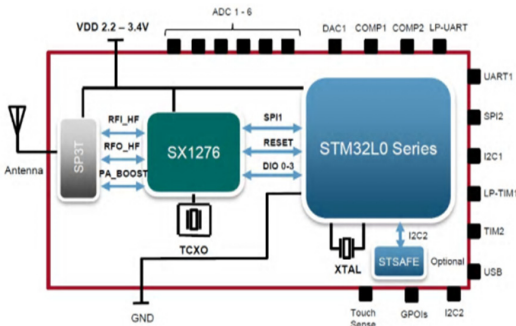 ADC 1 - 6
DAC1 COMP1 COMP2 LP-UART
VDD 2.2 – 3.4V
UART1
SPI2
I2C1
LP-TIM1
TIM2
USB
Antenna
SP3T
RFI_HF
RFO_HF
PA_BOOST
SX1276
SPI1
RESET
DIO 0-3
STM32L0 Series
TCXO
XTAL
I2C2
STSAFE
Optional
GND
Touch
Sense
GPOIs
I2C2